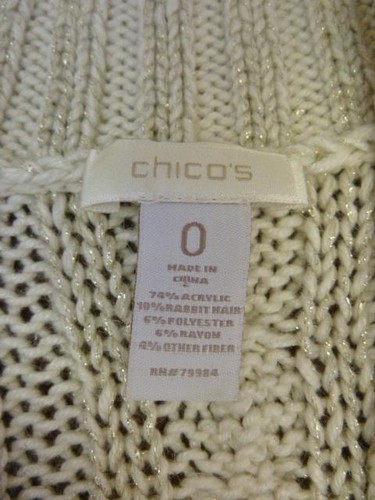 chico's
0
MADE IN
CHINA
74% ACRYLIC
10% RABBIT HAIR
6% POLYESTER
6% RAYON
4% OTHER FIBER
RN# 79984